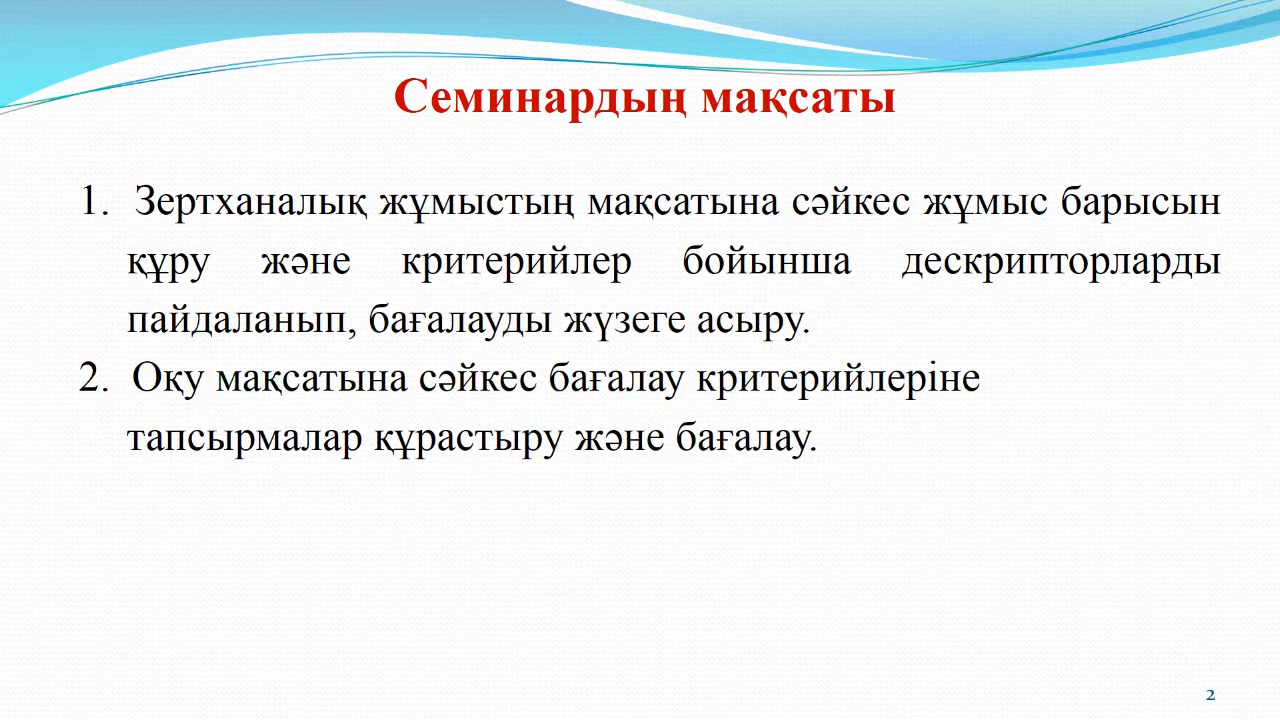 Семинардың мақсаты
1. Зертханалық жұмыстың мақсатына сәйкес жұмыс барысын
құру және критерийлер бойынша дескрипторларды
пайдаланып, бағалауды жүзеге асыру.
2. Оқу мақсатына сәйкес бағалау критерийлеріне
тапсырмалар құрастыру және бағалау.
2